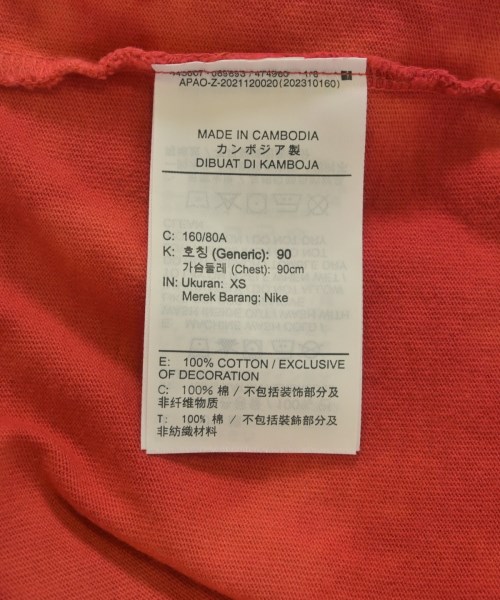 APAO-Z-2021120020 (202310160)
MADE IN CAMBODIA
カンボジア製
DIBUAT DI KAMBOJA
C: 160/80A
K: 호칭 (Generic): 90
가슴둘레 (Chest): 90cm
IN: Ukuran: XS
Merek Barang: Nike
E: 100% COTTON / EXCLUSIVE
OF DECORATION
C: 100% 棉 / 不包括装饰部分及
非纤维物质
T: 100% 棉 / 不包括裝飾部分及
非紡織材料